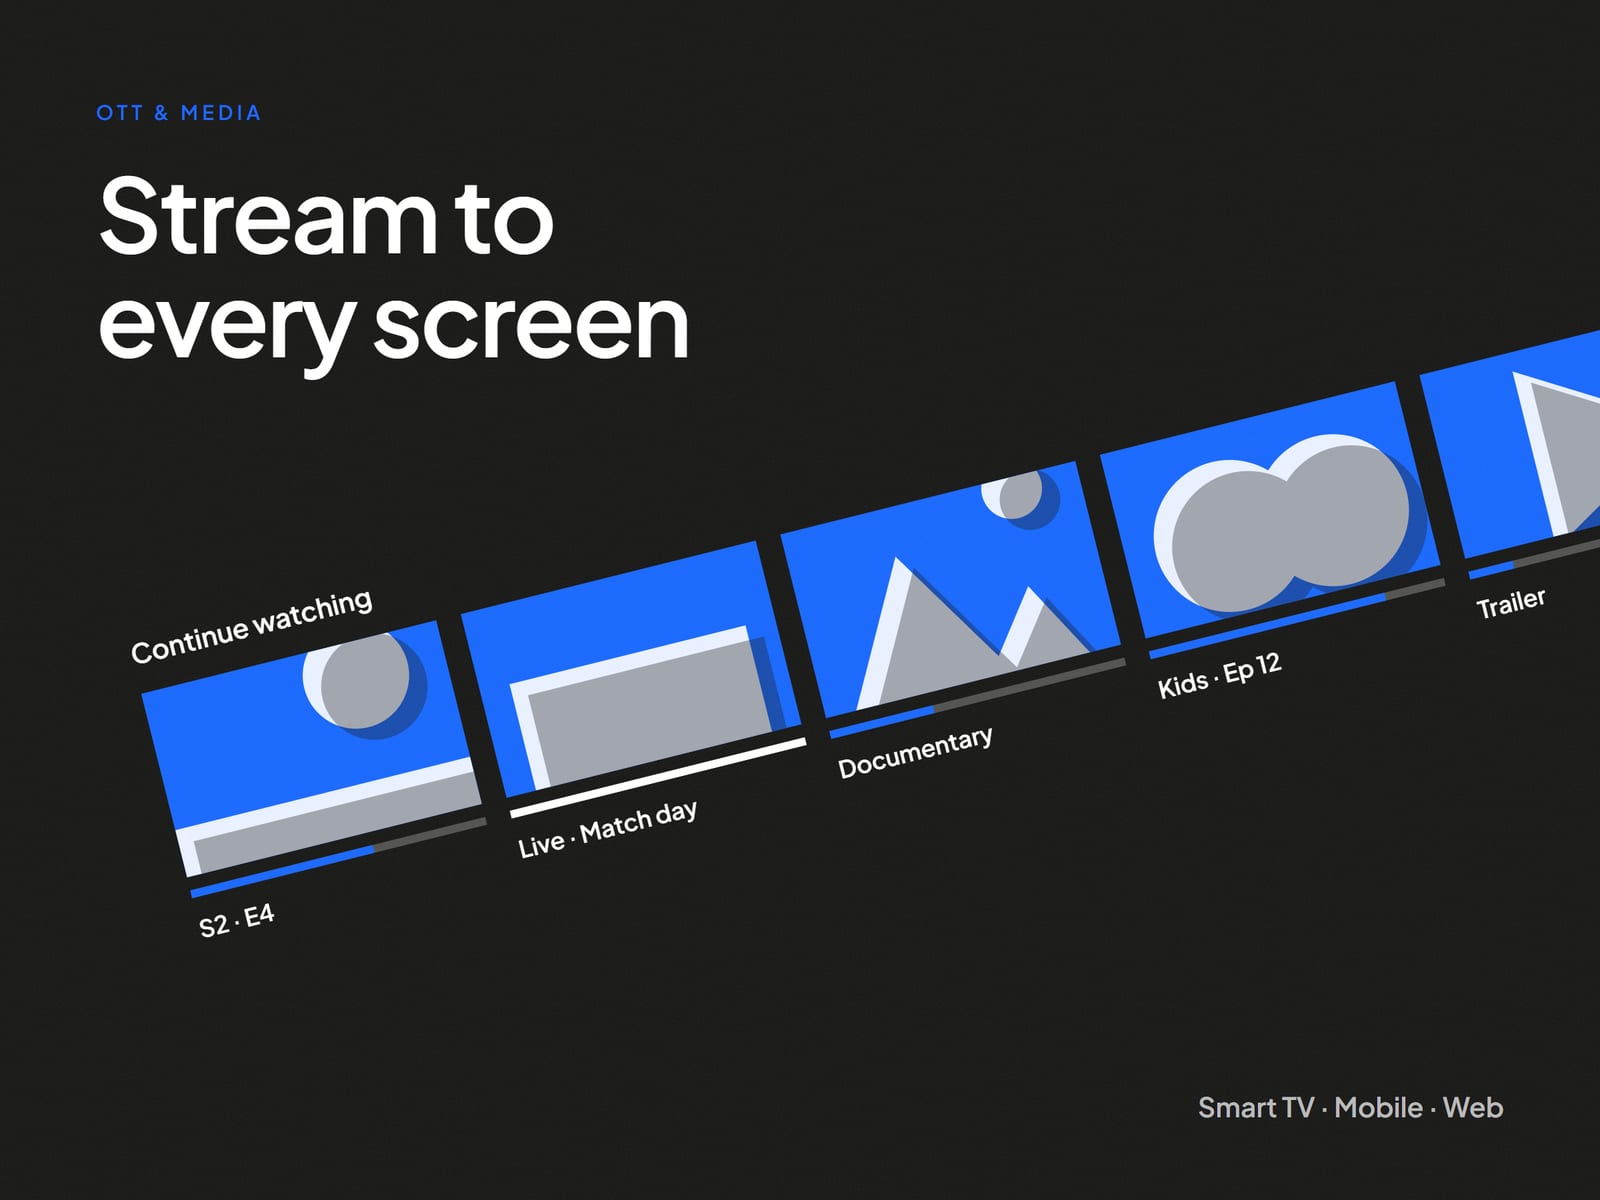 OTT & MEDIA
Stream to
every screen
Continue watching
S2 · E4
Live · Match day
Documentary
Kids · Ep 12
Trailer
Smart TV · Mobile · Web